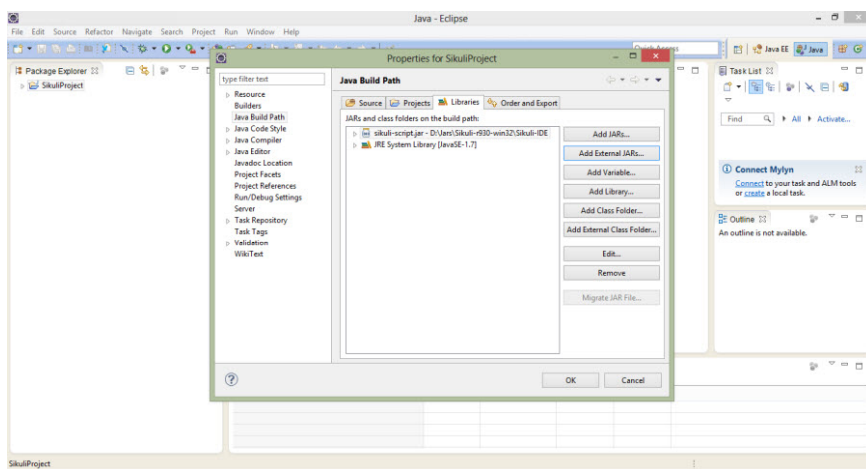 Java - Eclipse
File Edit Source Refactor Navigate Search Project Run Window Help
Quick Access
Java EE
Java
Package Explorer
SikuliProject
Properties for SikuliProject
type filter text
Resource
Builders
Java Build Path
Java Code Style
Java Compiler
Java Editor
Javadoc Location
Project Facets
Project References
Run/Debug Settings
Server
Task Repository
Task Tags
Validation
WikiText
Java Build Path
Source Projects Libraries Order and Export
JARs and class folders on the build path:
sikuli-script.jar - D:\Jars\Sikuli-r930-win32\Sikuli-IDE
JRE System Library [JavaSE-1.7]
Add JARs...
Add External JARs...
Add Variable...
Add Library...
Add Class Folder...
Add External Class Folder...
Edit...
Remove
Migrate JAR File...
OK Cancel
Task List
Find All Activate...
Connect Mylyn
Connect to your task and ALM tools
or create a local task.
Outline
An outline is not available.
SikuliProject